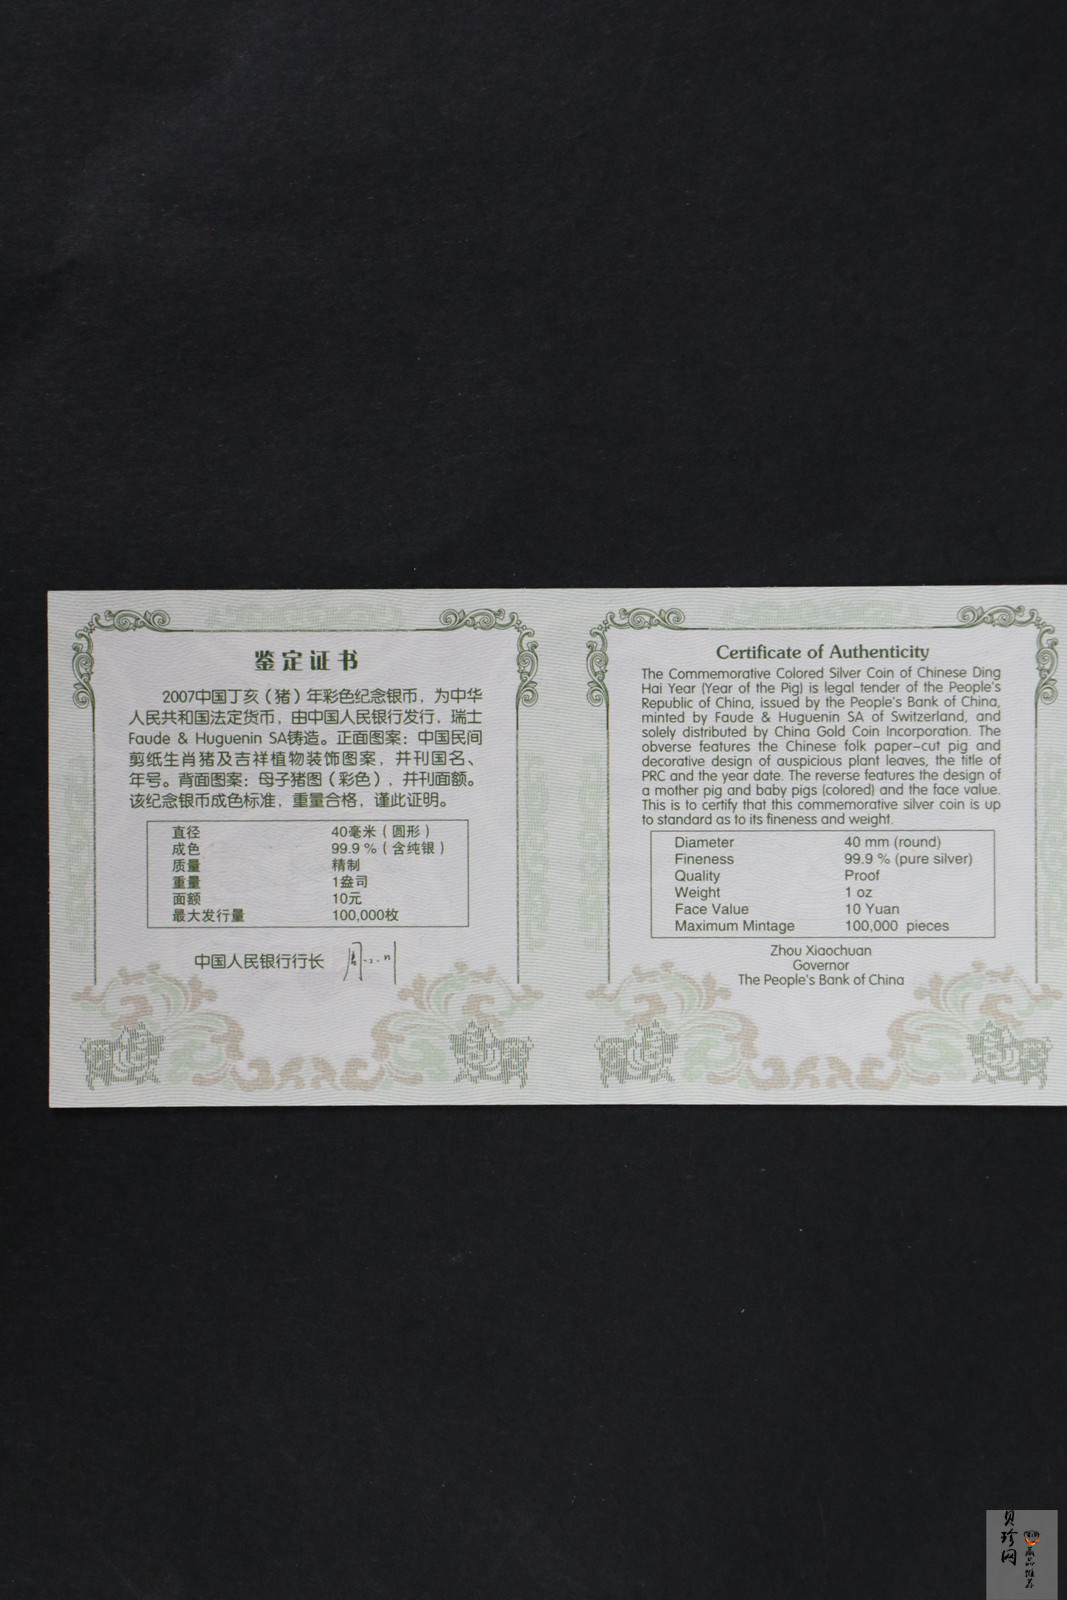 鉴定证书
2007中国丁亥（猪）年彩色纪念银币，为中华
人民共和国法定货币，由中国人民银行发行，瑞士
Faude & Huguenin SA铸造。正面图案：中国民间
剪纸生肖猪及吉祥植物装饰图案，并刊国名、
年号。背面图案：母子猪图（彩色），并刊面额。
该纪念银币成色标准，重量合格，谨此证明。
直径 40毫米（圆形）
成色 99.9％（含纯银）
质量 精制
重量 1盎司
面额 10元
最大发行量 100,000枚
中国人民银行行长
Certificate of Authenticity
The Commemorative Colored Silver Coin of Chinese Ding
Hai Year (Year of the Pig) is legal tender of the People's
Republic of China, issued by the People's Bank of China,
minted by Faude & Huguenin SA of Switzerland, and
solely distributed by China Gold Coin Incorporation. The
obverse features the Chinese folk paper-cut pig and
decorative design of auspicious plant leaves, the title of
PRC and the year date. The reverse features the design of
a mother pig and baby pigs (colored) and the face value.
This is to certify that this commemorative silver coin is up
to standard as to its fineness and weight.
Diameter 40 mm (round)
Fineness 99.9 % (pure silver)
Quality Proof
Weight 1 oz
Face Value 10 Yuan
Maximum Mintage 100,000 pieces
Zhou Xiaochuan
Governor
The People's Bank of China
贝珍网
藏品推荐